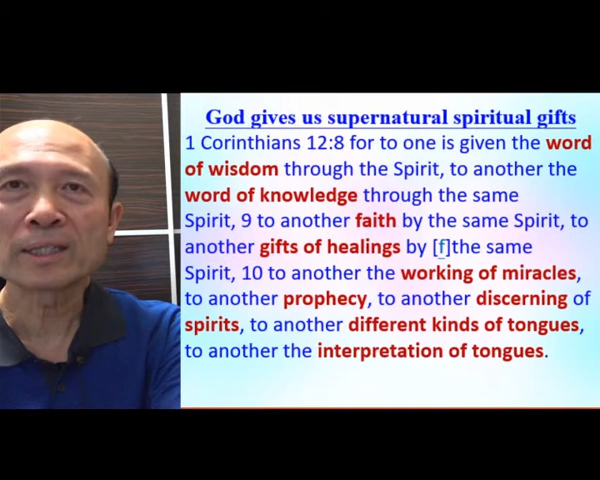 God gives us supernatural spiritual gifts
1 Corinthians 12:8 for to one is given the word
of wisdom through the Spirit, to another the
word of knowledge through the same
Spirit, 9 to another faith by the same Spirit, to
another gifts of healings by [f]the same
Spirit, 10 to another the working of miracles,
to another prophecy, to another discerning of
spirits, to another different kinds of tongues,
to another the interpretation of tongues.